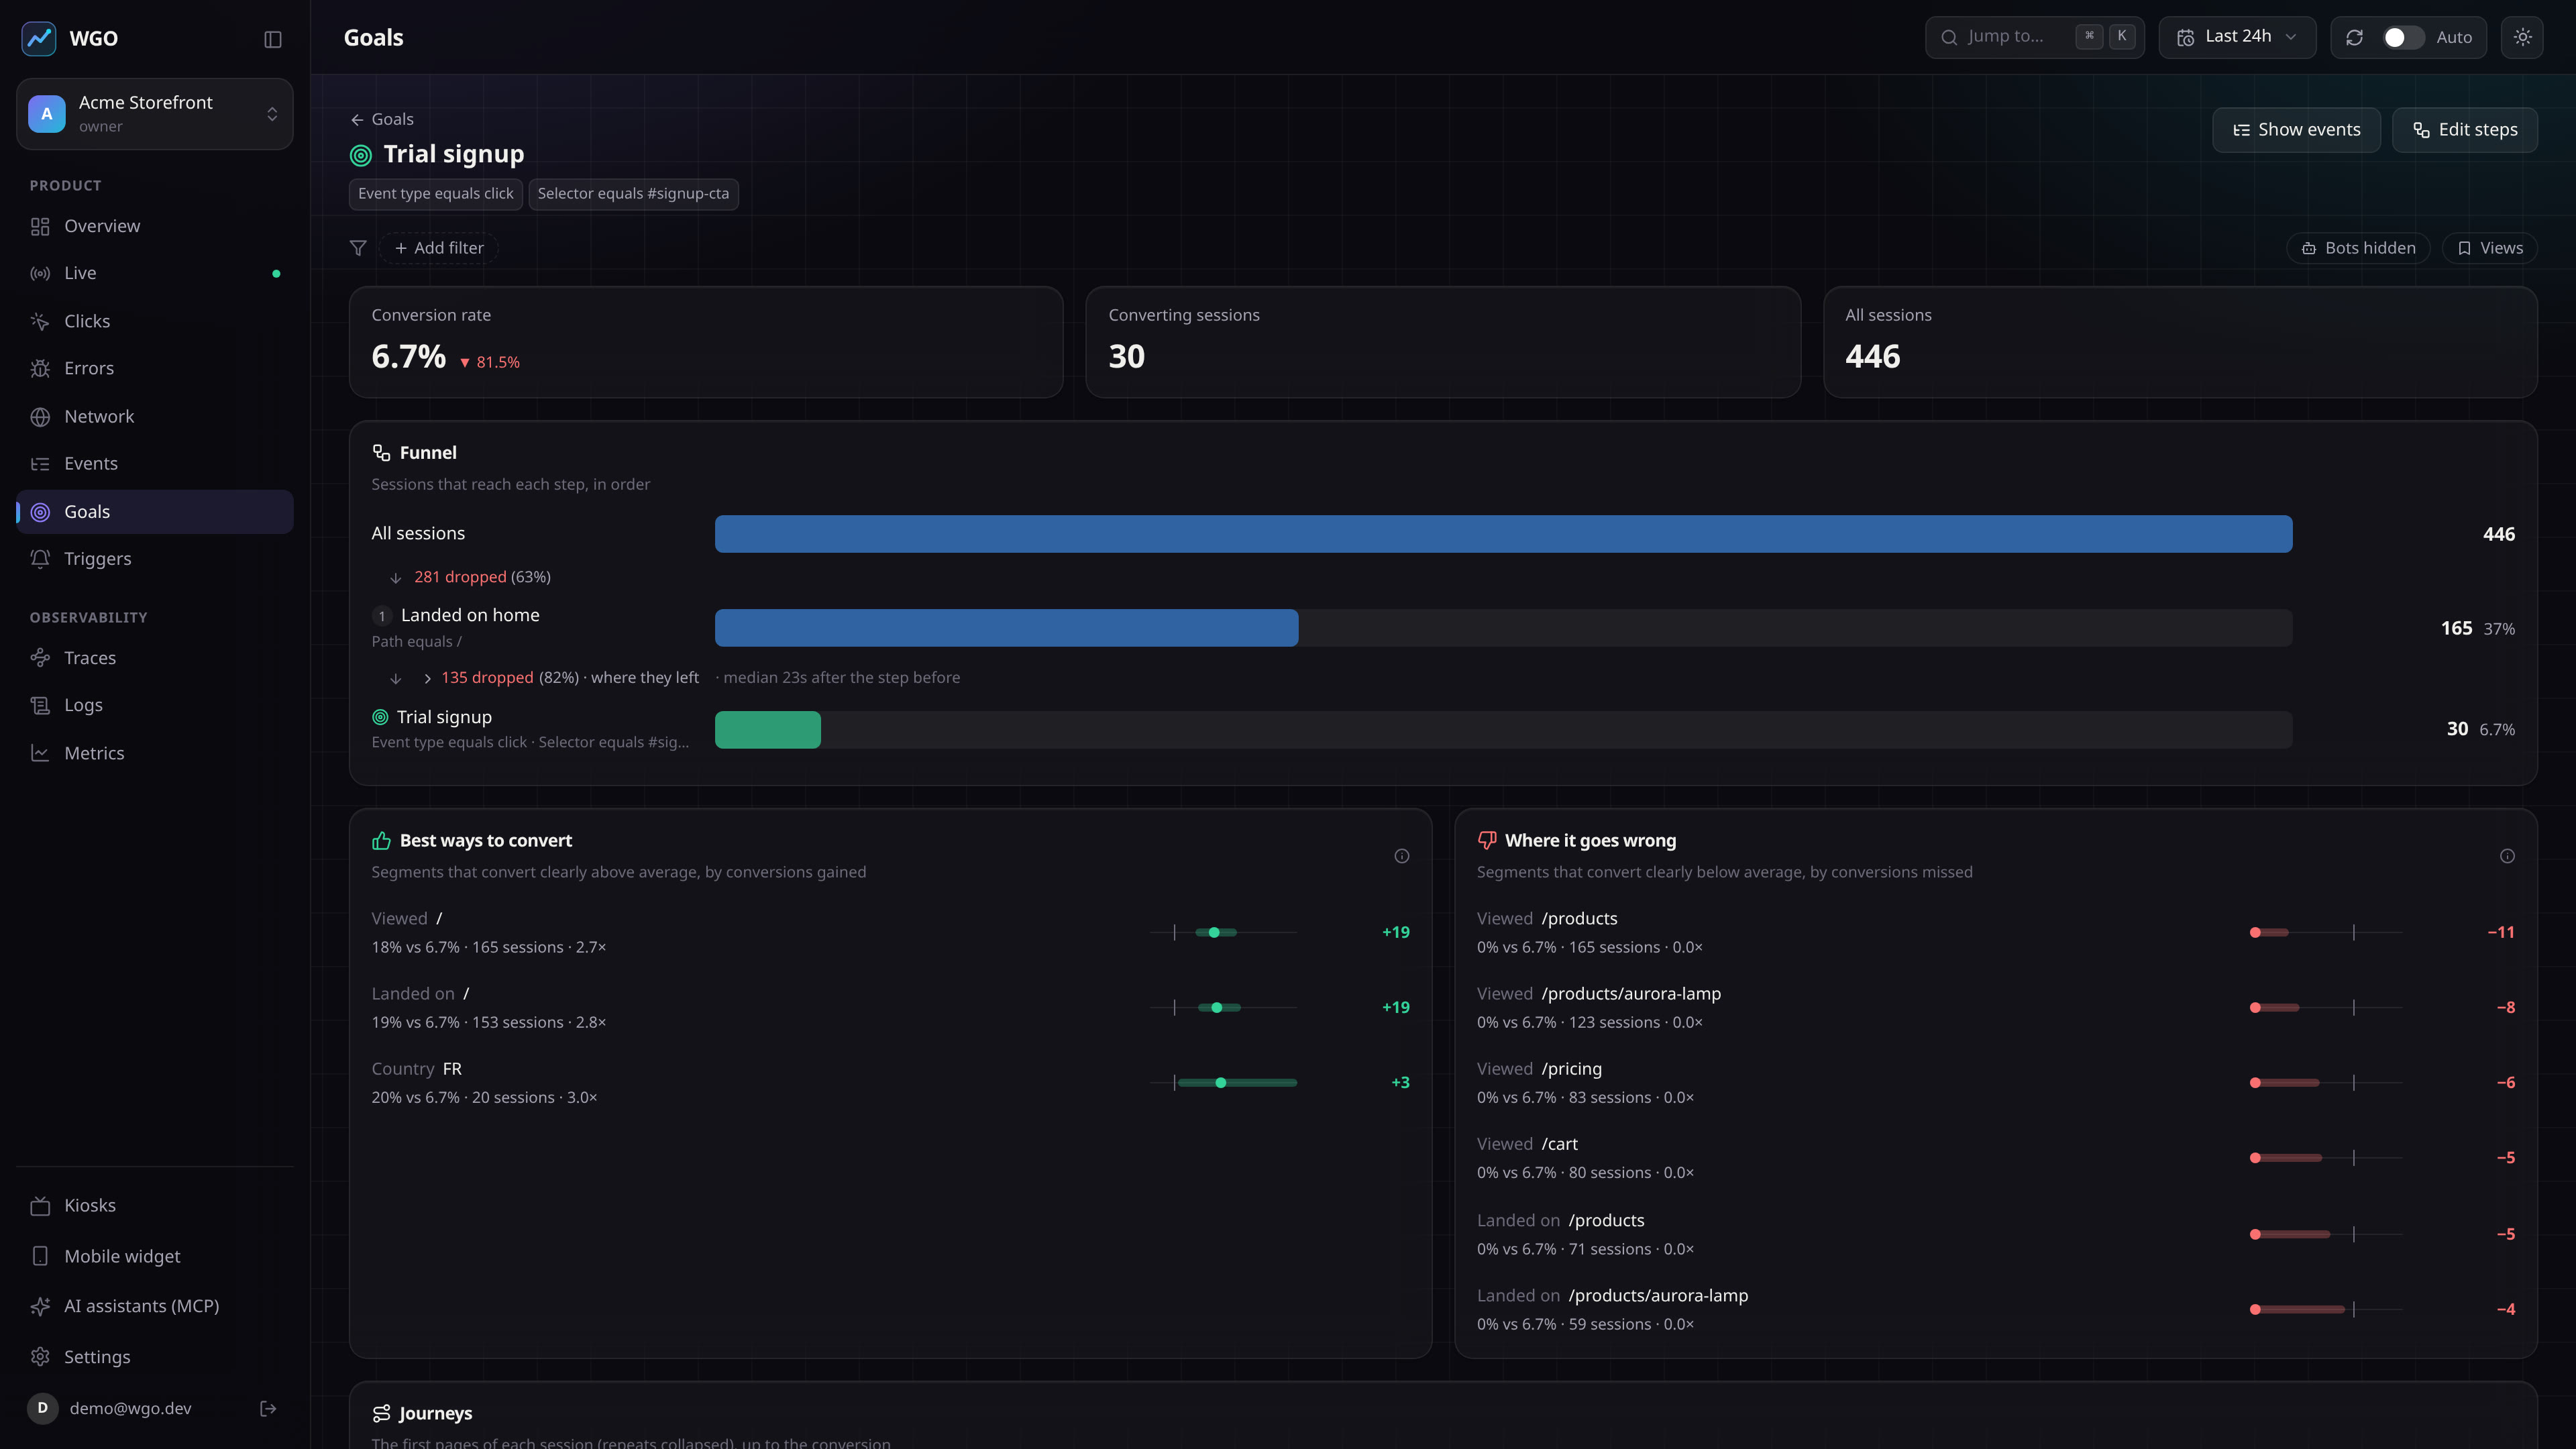 WGO
Acme Storefront
A
owner
PRODUCT
Overview
Live
Clicks
Errors
Network
Events
Goals
Triggers
OBSERVABILITY
Traces
Logs
Metrics
Kiosks
Mobile widget
AI assistants (MCP)
Settings
D demo@wgo.dev
Goals
Jump to... ⌘ K
Last 24h
Auto
← Goals
Trial signup
Show events
Edit steps
Event type equals click Selector equals #signup-cta
+ Add filter
Bots hidden
Views
Conversion rate
6.7% ▼ 81.5%
Converting sessions
30
All sessions
446
Funnel
Sessions that reach each step, in order
All sessions 446
↓ 281 dropped (63%)
1 Landed on home
Path equals /
165 37%
↓ > 135 dropped (82%) · where they left · median 23s after the step before
Trial signup
Event type equals click · Selector equals #sig...
30 6.7%
Best ways to convert
Segments that convert clearly above average, by conversions gained
Viewed /
18% vs 6.7% · 165 sessions · 2.7×
+19
Landed on /
19% vs 6.7% · 153 sessions · 2.8×
+19
Country FR
20% vs 6.7% · 20 sessions · 3.0×
+3
Where it goes wrong
Segments that convert clearly below average, by conversions missed
Viewed /products
0% vs 6.7% · 165 sessions · 0.0×
−11
Viewed /products/aurora-lamp
0% vs 6.7% · 123 sessions · 0.0×
−8
Viewed /pricing
0% vs 6.7% · 83 sessions · 0.0×
−6
Viewed /cart
0% vs 6.7% · 80 sessions · 0.0×
−5
Landed on /products
0% vs 6.7% · 71 sessions · 0.0×
−5
Landed on /products/aurora-lamp
0% vs 6.7% · 59 sessions · 0.0×
−4
Journeys
The first pages of each session (repeats collapsed), up to the conversion